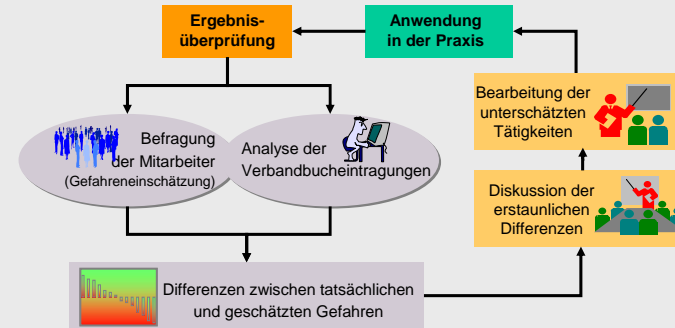 Ergebnis-
überprüfung
Anwendung
in der Praxis
Bearbeitung der
unterschätzten
Tätigkeiten
Befragung
der Mitarbeiter
(Gefahreneinschätzung)
Analyse der
Verbandbucheintragungen
Diskussion der
erstaunlichen
Differenzen
Differenzen zwischen tatsächlichen
und geschätzten Gefahren